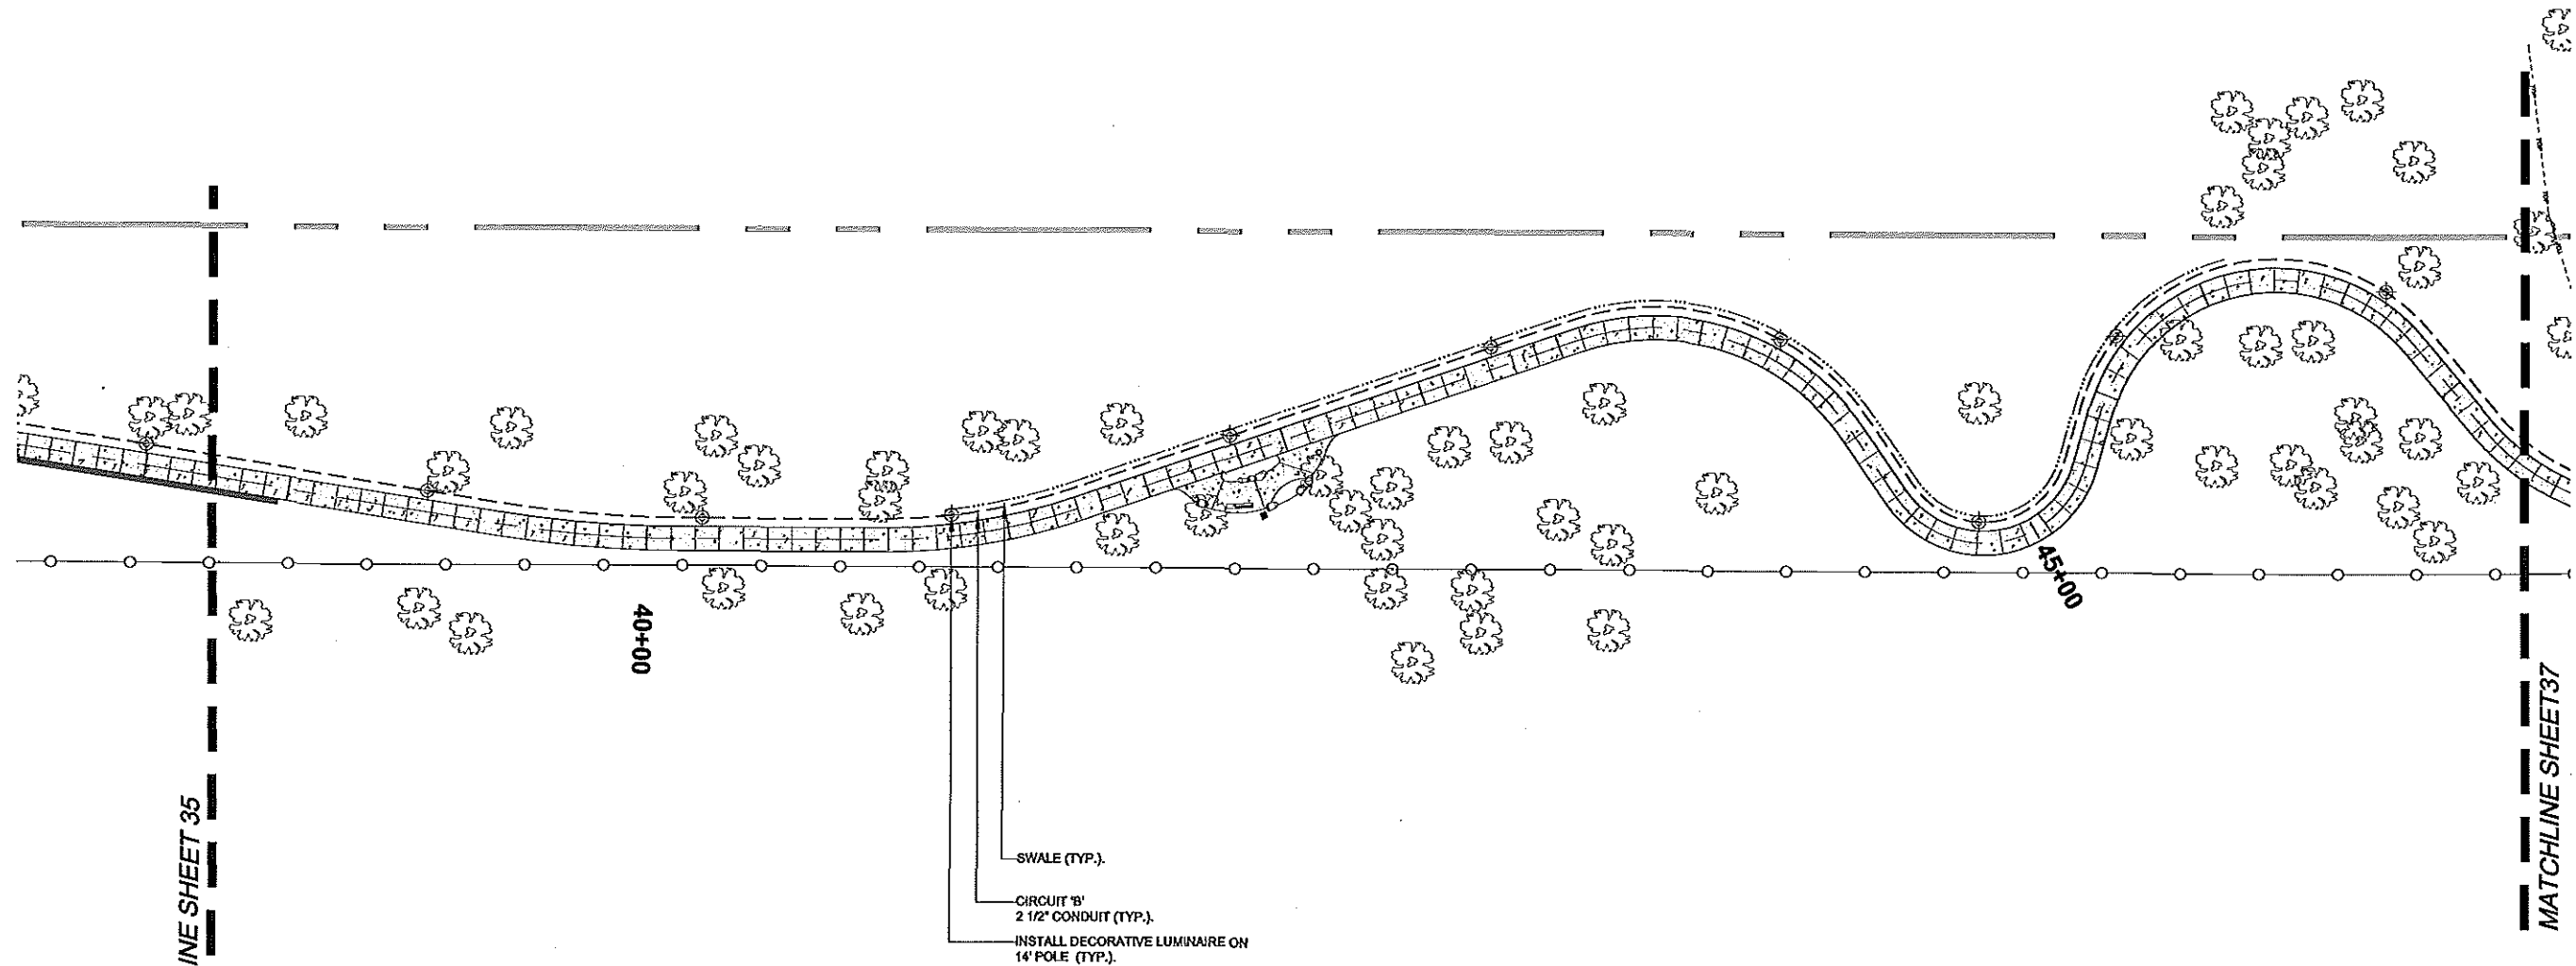 INE SHEET 35
40+00
45+00
MATCHLINE SHEET37
SWALE (TYP.).
CIRCUIT 'B'
2 1/2" CONDUIT (TYP.).
INSTALL DECORATIVE LUMINAIRE ON
14' POLE (TYP.).